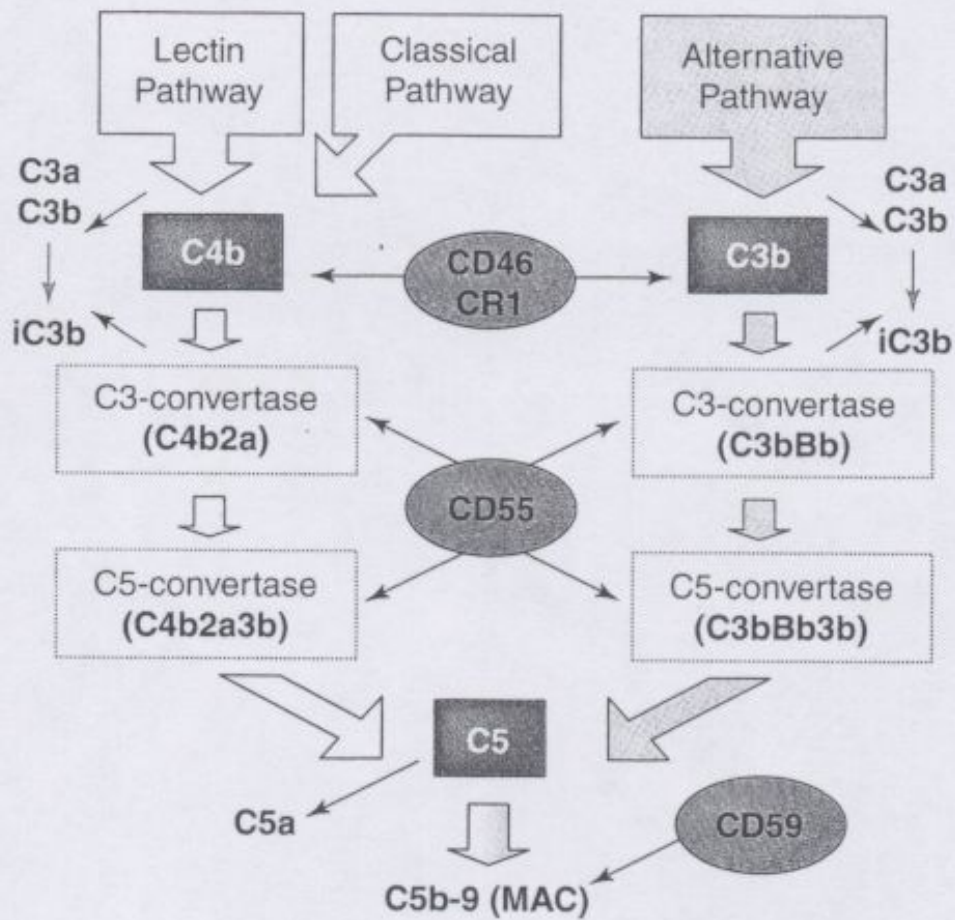 Lectin
Pathway
Classical
Pathway
Alternative
Pathway
C3a
C3b
iC3b
C4b
CD46
CR1
C3b
C3a
C3b
iC3b
C3-convertase
(C4b2a)
C3-convertase
(C3bBb)
CD55
C5-convertase
(C4b2a3b)
C5-convertase
(C3bBb3b)
C5
C5a
CD59
C5b-9 (MAC)